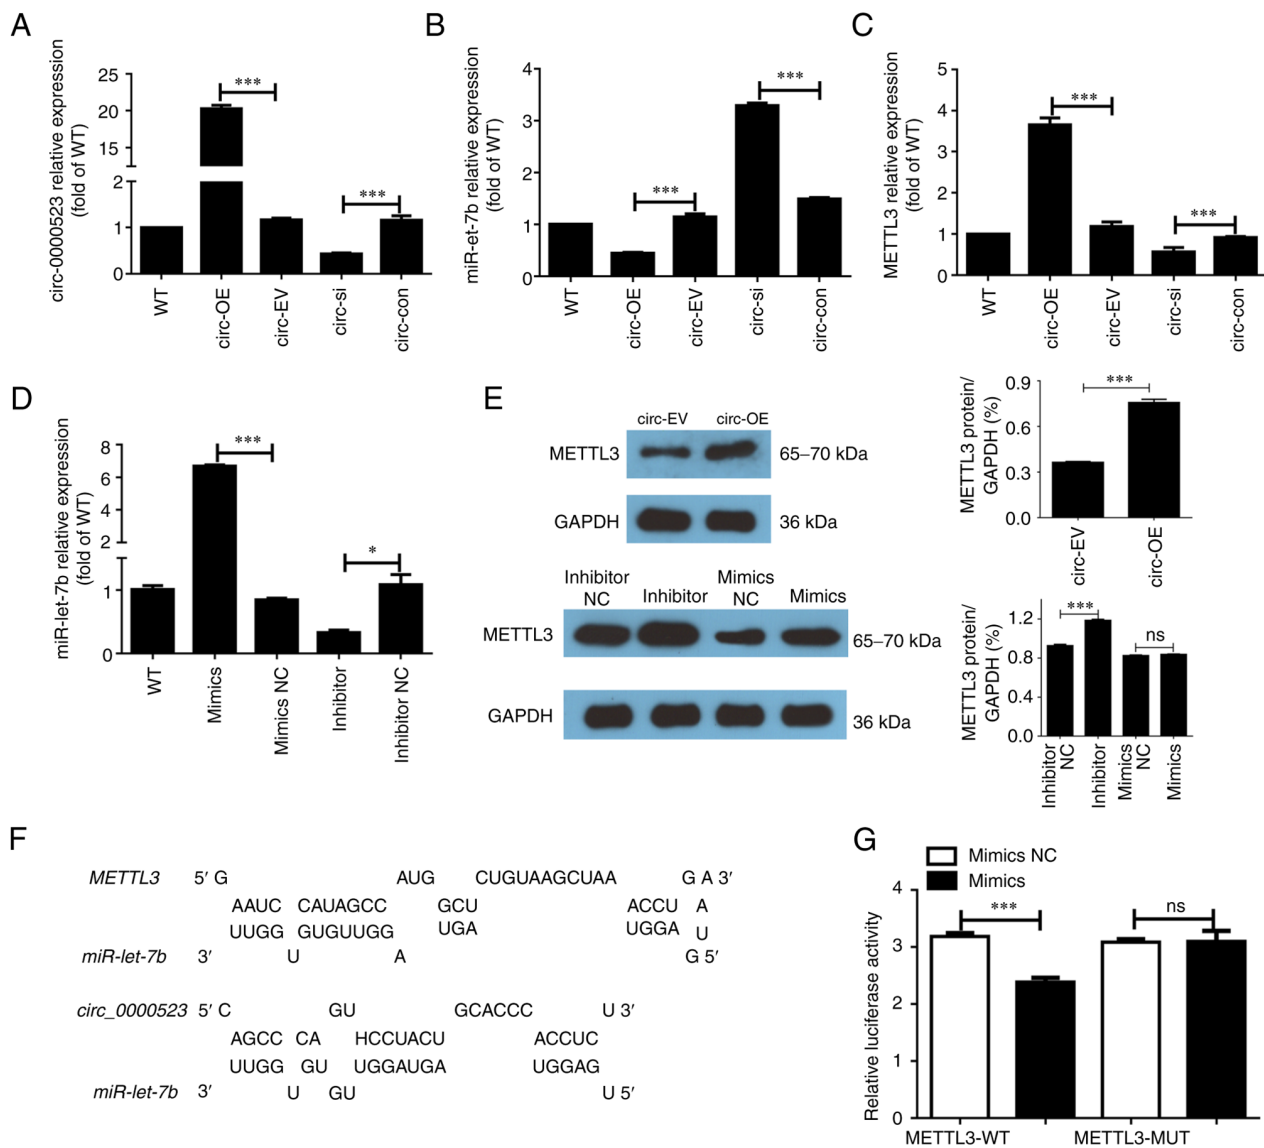 A
circ-0000523 relative expression
(fold of WT)
25
20
15
2
1
0
***
***
WT
circ-OE
circ-EV
circ-si
circ-con
B
miR-et-7b relative expression
(fold of WT)
4
3
2
1
0
***
***
WT
circ-OE
circ-EV
circ-si
circ-con
C
METTL3 relative expression
(fold of WT)
5
4
3
2
1
0
***
***
WT
circ-OE
circ-EV
circ-si
circ-con
D
miR-let-7b relative expression
(fold of WT)
8
6
4
2
1
0
***
*
WT
Mimics
Mimics NC
Inhibitor
Inhibitor NC
E
circ-EV circ-OE
METTL3 65–70 kDa
GAPDH 36 kDa
Inhibitor NC Inhibitor Mimics NC Mimics
METTL3 65–70 kDa
GAPDH 36 kDa
METTL3 protein/
GAPDH (%)
0.9
0.6
0.3
0.0
***
circ-EV
circ-OE
METTL3 protein/
GAPDH (%)
1.2
0.8
0.4
0.0
***
ns
Inhibitor NC
Inhibitor
Mimics NC
Mimics
F
METTL3 5′ G AUG CUGUAAGCUAA G A 3′
AAUC CAUAGCC GCU ACCU A
UUGG GUGUUGG UGA UGGA U
miR-let-7b 3′ U A G 5′
circ_0000523 5′ C GU GCACCC U 3′
AGCC CA HCCUACU ACCUC
UUGG GU UGGAUGA UGGAG
miR-let-7b 3′ U GU U 5′
G
Mimics NC
Mimics
Relative luciferase activity
4
3
2
1
0
***
ns
METTL3-WT METTL3-MUT